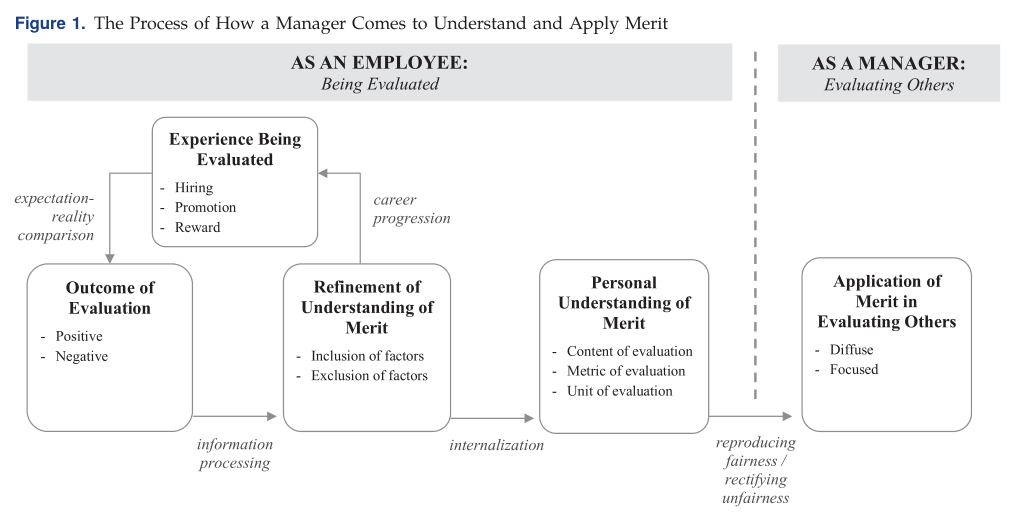 Figure 1. The Process of How a Manager Comes to Understand and Apply Merit
AS AN EMPLOYEE:
Being Evaluated
AS A MANAGER:
Evaluating Others
Experience Being
Evaluated
- Hiring
- Promotion
- Reward
expectation-
reality
comparison
career
progression
Outcome of
Evaluation
- Positive
- Negative
information
processing
Refinement of
Understanding of
Merit
- Inclusion of factors
- Exclusion of factors
internalization
Personal
Understanding of
Merit
- Content of evaluation
- Metric of evaluation
- Unit of evaluation
reproducing
fairness /
rectifying
unfairness
Application of
Merit in
Evaluating Others
- Diffuse
- Focused